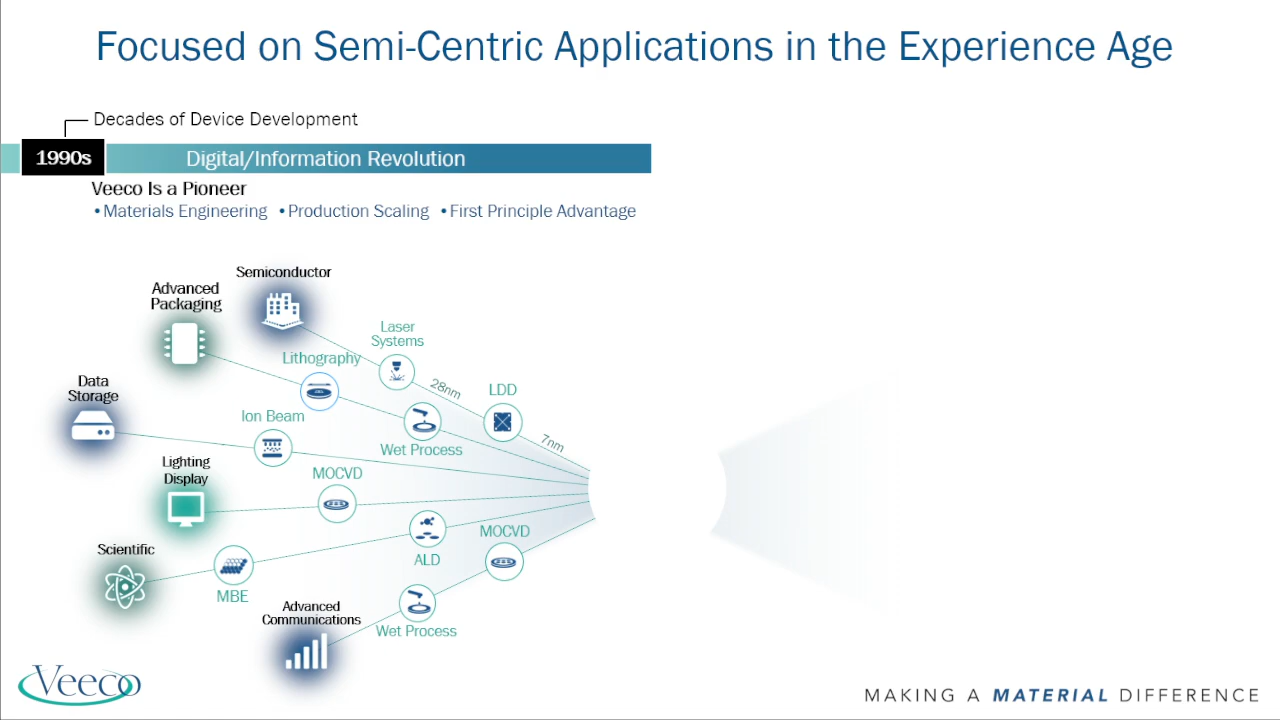 Focused on Semi-Centric Applications in the Experience Age
Decades of Device Development
1990s
Digital/Information Revolution
Veeco Is a Pioneer
• Materials Engineering • Production Scaling • First Principle Advantage
Semiconductor
Advanced
Packaging
Laser
Systems
Lithography
28nm
LDD
Data
Storage
Ion Beam
7nm
Wet Process
Lighting
Display
MOCVD
MOCVD
Scientific
ALD
MBE
Advanced
Communications
Wet Process
Veeco
MAKING A MATERIAL DIFFERENCE